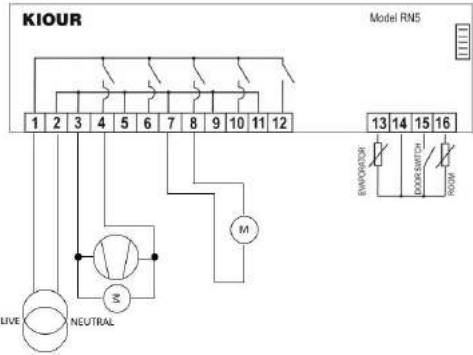 KIOUR Model RN5
1 2 3 4 5 6 7 8 9 10 11 12 13 14 15 16
EVAPORATOR
DOOR SWITCH
ROOM
M
M
LIVE NEUTRAL